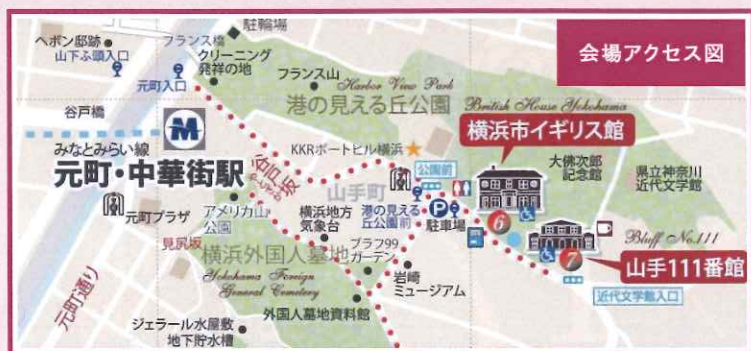 会場アクセス図
駐輪場
ヘボン邸跡
山下ふ頭入口
フランス橋
クリーニング
発祥の地
元町入口
フランス山
Harbor View Park
港の見える丘公園
British House Yokohama
谷戸橋
M
みなとみらい線
元町・中華街駅
谷戸坂
KKRポートヒル横浜
公園前
横浜市イギリス館
大佛次郎
記念館
県立神奈川
近代文学館
山手町
元町プラザ
アメリカ山
公園
横浜地方
気象台
港の見える
丘公園前
P
駐車場
6
7
Bluff No.111
山手111番館
見尻坂
横浜外国人墓地
Yokohama Foreign
General Cemetery
ブラフ99
ガーデン
岩崎
ミュージアム
近代文学館入口
元町通り
外国人墓地資料館
ジェラール水屋敷
地下貯水槽